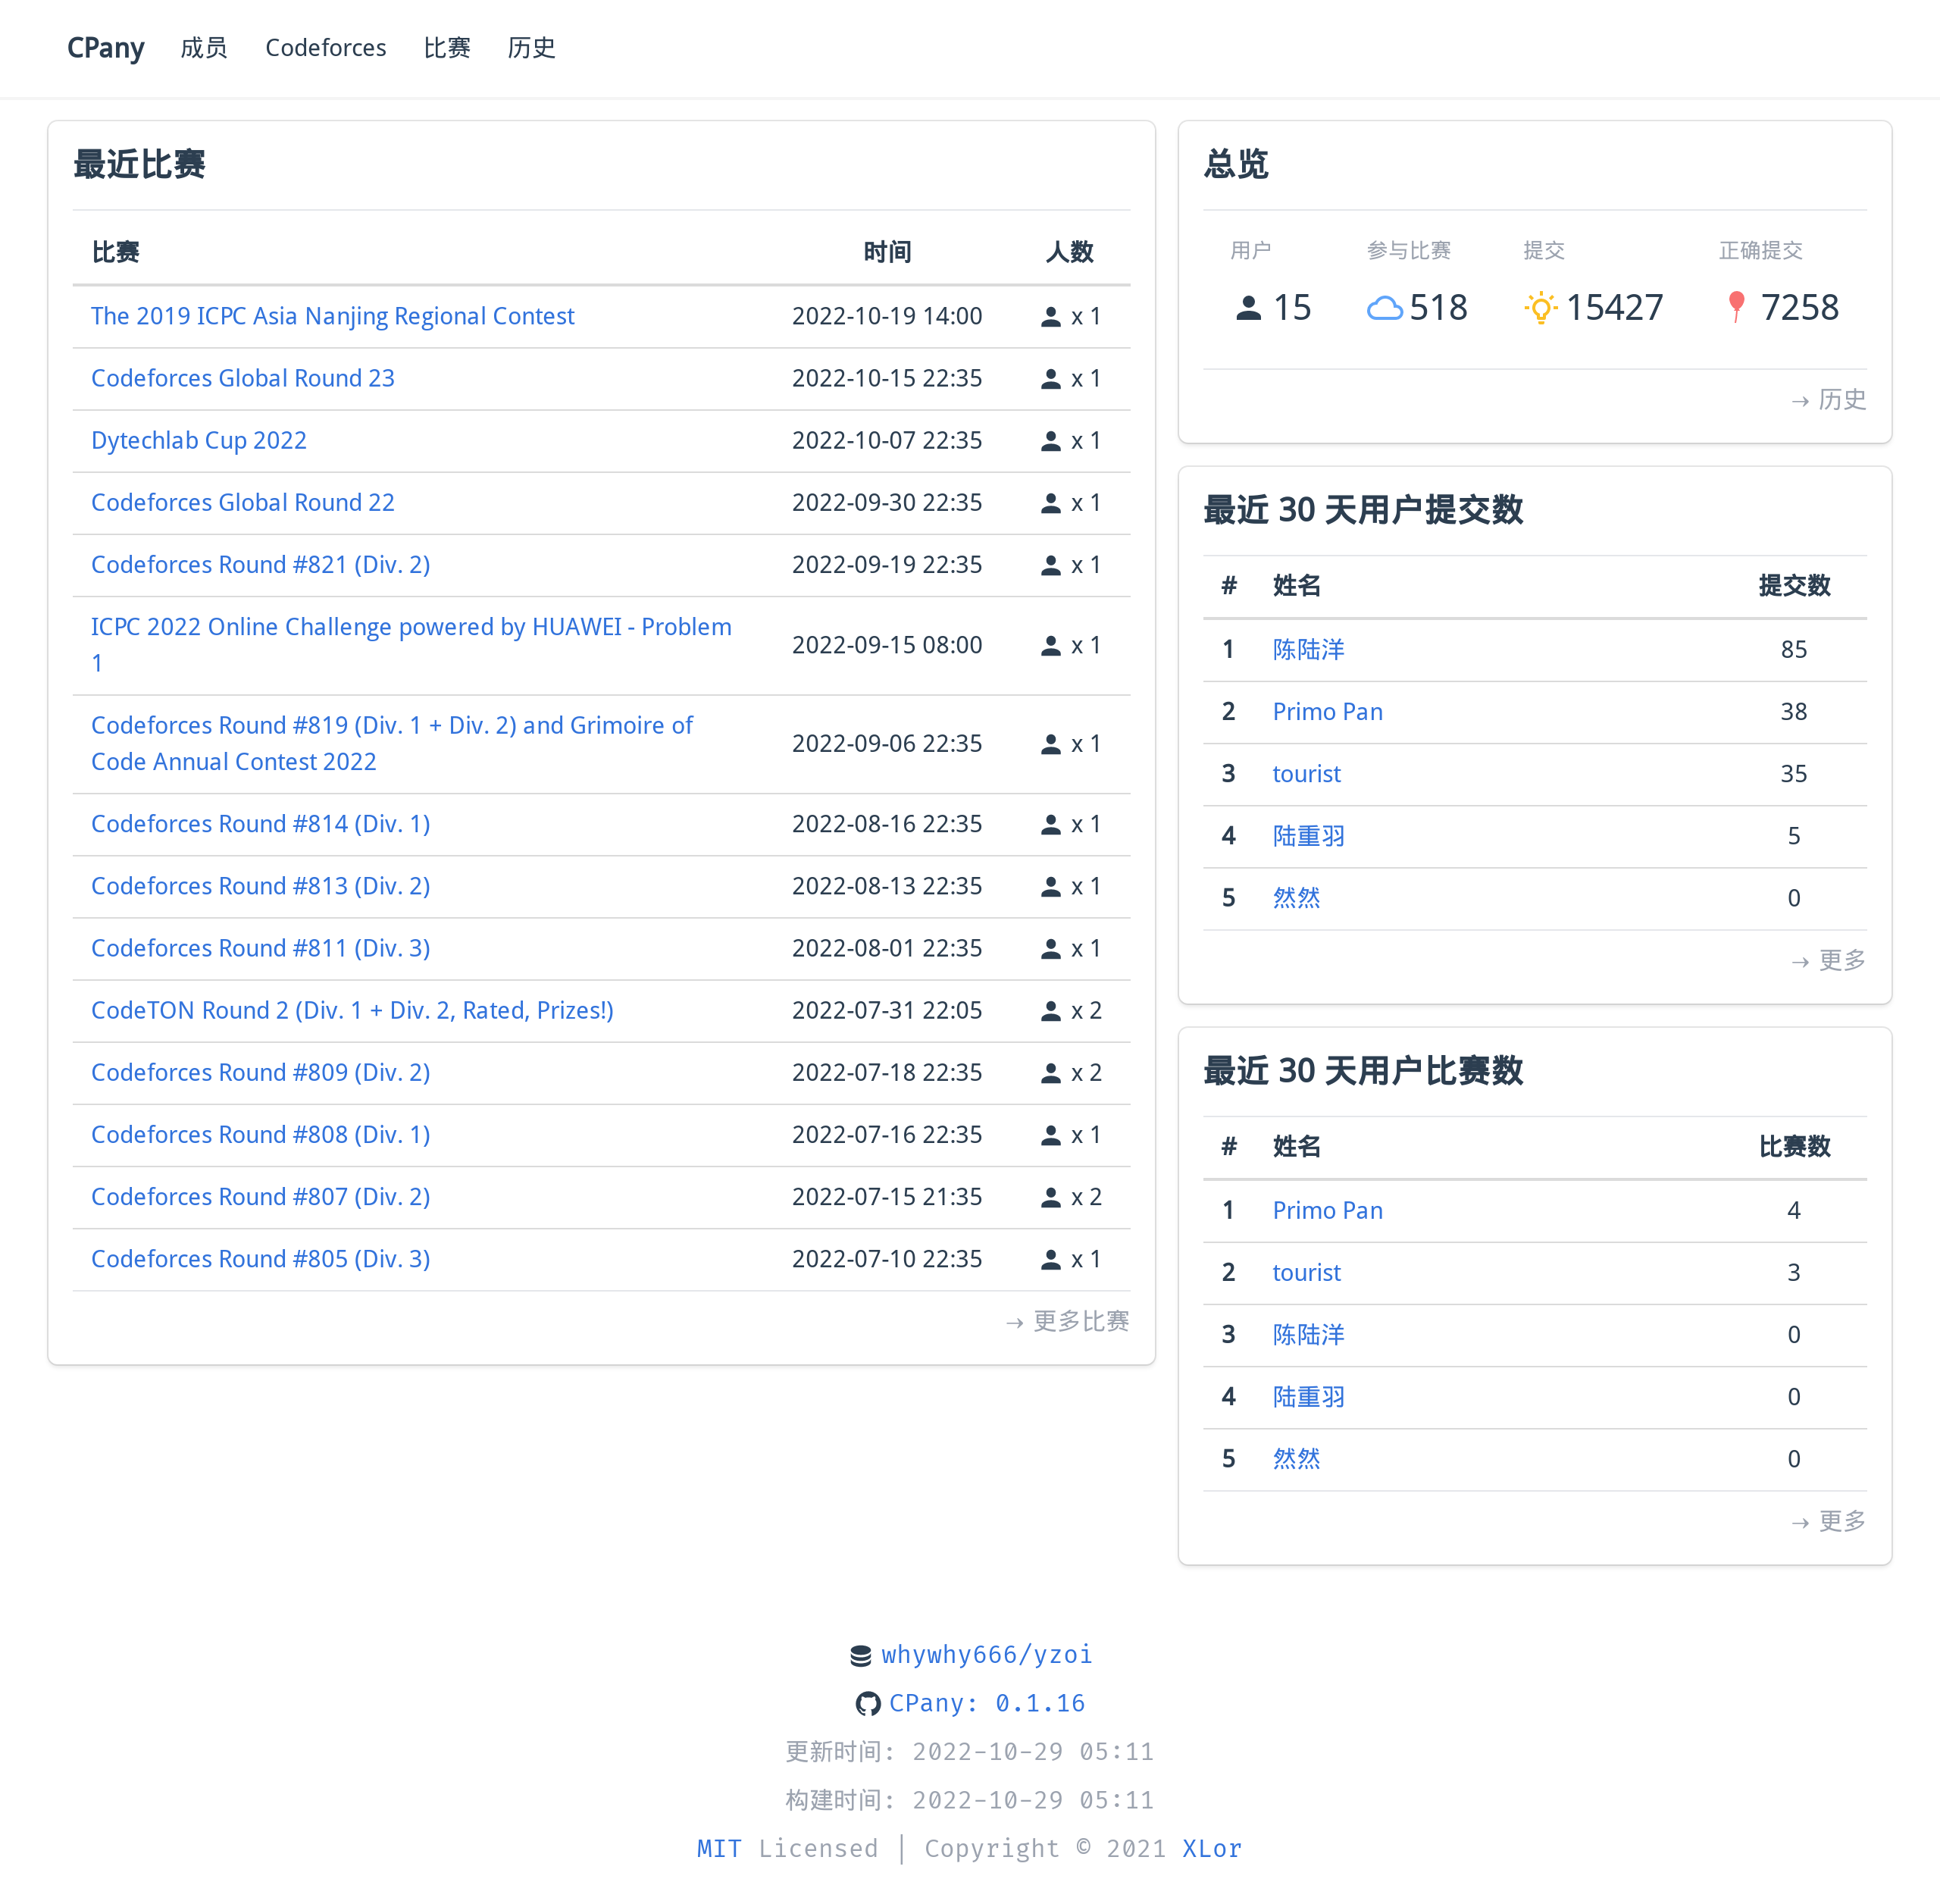 CPany 成员 Codeforces 比赛 历史
最近比赛
比赛 时间 人数
The 2019 ICPC Asia Nanjing Regional Contest 2022-10-19 14:00 x 1
Codeforces Global Round 23 2022-10-15 22:35 x 1
Dytechlab Cup 2022 2022-10-07 22:35 x 1
Codeforces Global Round 22 2022-09-30 22:35 x 1
Codeforces Round #821 (Div. 2) 2022-09-19 22:35 x 1
ICPC 2022 Online Challenge powered by HUAWEI - Problem
1 2022-09-15 08:00 x 1
Codeforces Round #819 (Div. 1 + Div. 2) and Grimoire of
Code Annual Contest 2022 2022-09-06 22:35 x 1
Codeforces Round #814 (Div. 1) 2022-08-16 22:35 x 1
Codeforces Round #813 (Div. 2) 2022-08-13 22:35 x 1
Codeforces Round #811 (Div. 3) 2022-08-01 22:35 x 1
CodeTON Round 2 (Div. 1 + Div. 2, Rated, Prizes!) 2022-07-31 22:05 x 2
Codeforces Round #809 (Div. 2) 2022-07-18 22:35 x 2
Codeforces Round #808 (Div. 1) 2022-07-16 22:35 x 1
Codeforces Round #807 (Div. 2) 2022-07-15 21:35 x 2
Codeforces Round #805 (Div. 3) 2022-07-10 22:35 x 1
→ 更多比赛
总览
用户 参与比赛 提交 正确提交
15 518 15427 7258
→ 历史
最近 30 天用户提交数
# 姓名 提交数
1 陈陆洋 85
2 Primo Pan 38
3 tourist 35
4 陆重羽 5
5 然然 0
→ 更多
最近 30 天用户比赛数
# 姓名 比赛数
1 Primo Pan 4
2 tourist 3
3 陈陆洋 0
4 陆重羽 0
5 然然 0
→ 更多
whywhy666/yzoi
CPany: 0.1.16
更新时间: 2022-10-29 05:11
构建时间: 2022-10-29 05:11
MIT Licensed | Copyright © 2021 XLor